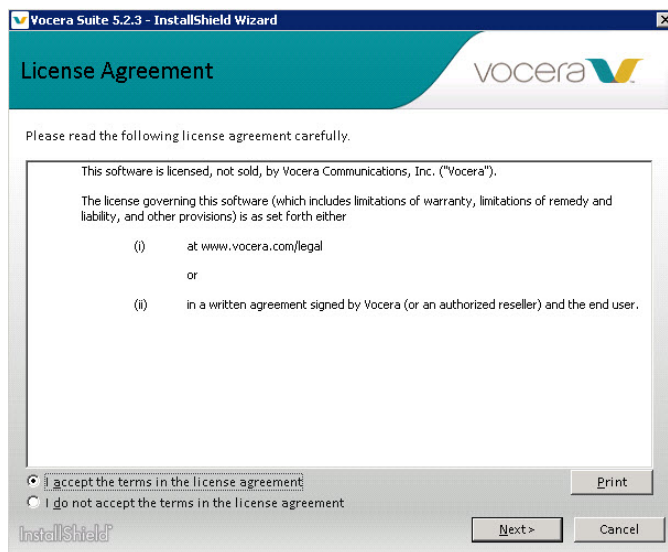 Vocera Suite 5.2.3 - InstallShield Wizard
License Agreement
vocera
Please read the following license agreement carefully.
This software is licensed, not sold, by Vocera Communications, Inc. ("Vocera").
The license governing this software (which includes limitations of warranty, limitations of remedy and
liability, and other provisions) is as set forth either
(i) at www.vocera.com/legal
or
(ii) in a written agreement signed by Vocera (or an authorized reseller) and the end user.
I accept the terms in the license agreement
Print
I do not accept the terms in the license agreement
InstallShield
Next>
Cancel